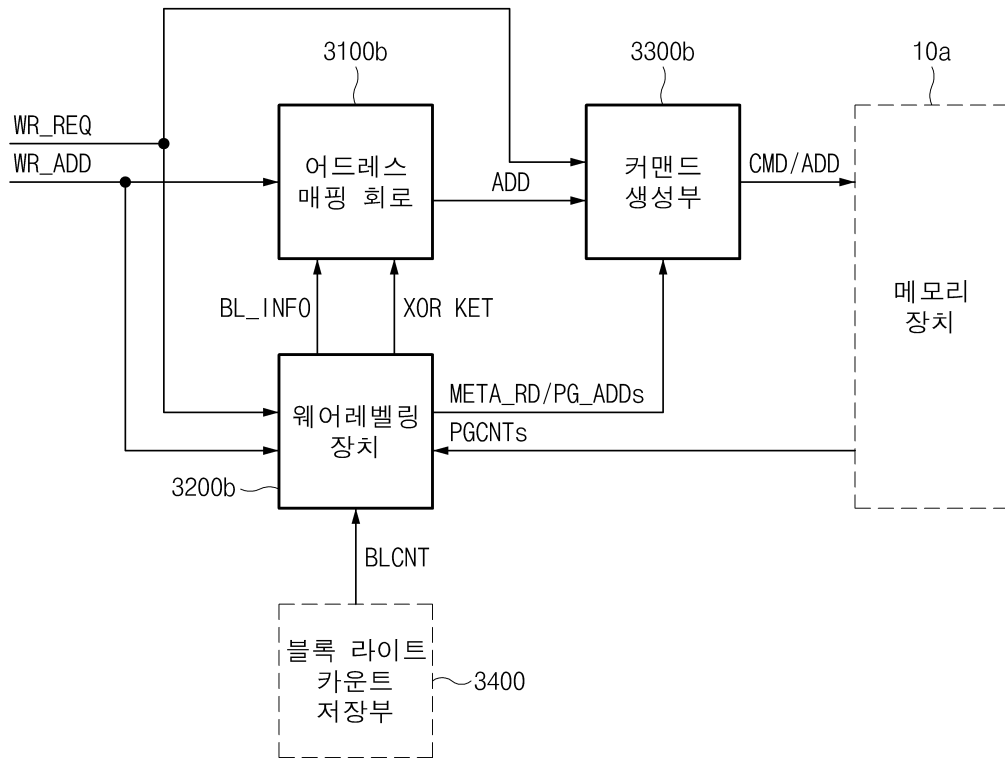 3100b
3300b
10a
WR_REQ
WR_ADD
어드레스
매핑 회로
ADD
커맨드
생성부
CMD/ADD
메모리
장치
BL_INFO
XOR KET
웨어레벨링
장치
META_RD/PG_ADDs
PGCNTs
3200b
BLCNT
블록 라이트
카운트
저장부
3400